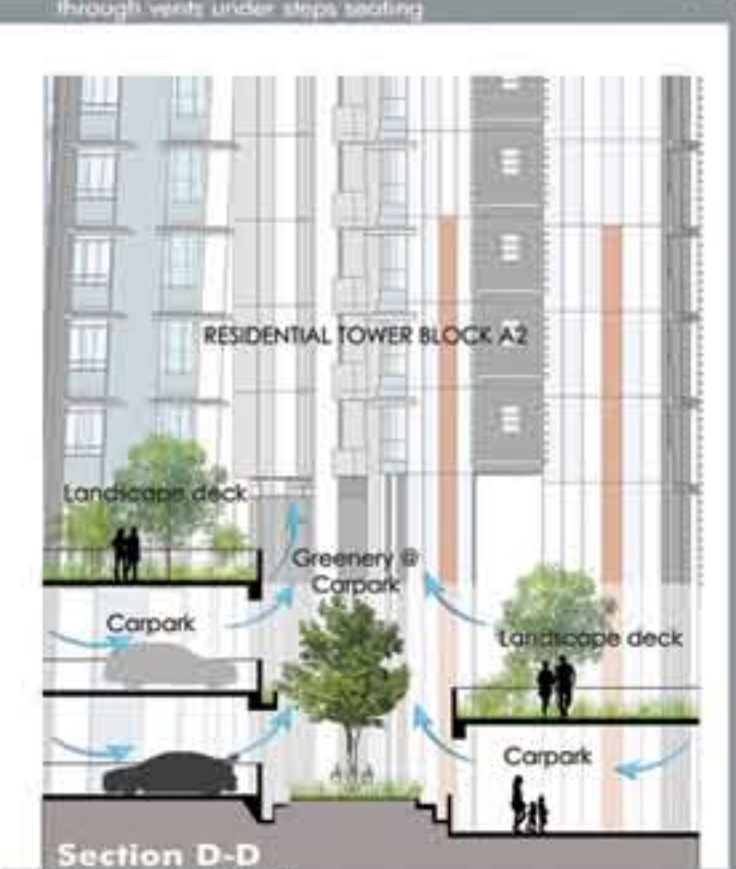 through vents under steps seating
RESIDENTIAL TOWER BLOCK A2
Landscape deck
Greenery @
Carpark
Carpark
Landscape deck
Carpark
Section D-D